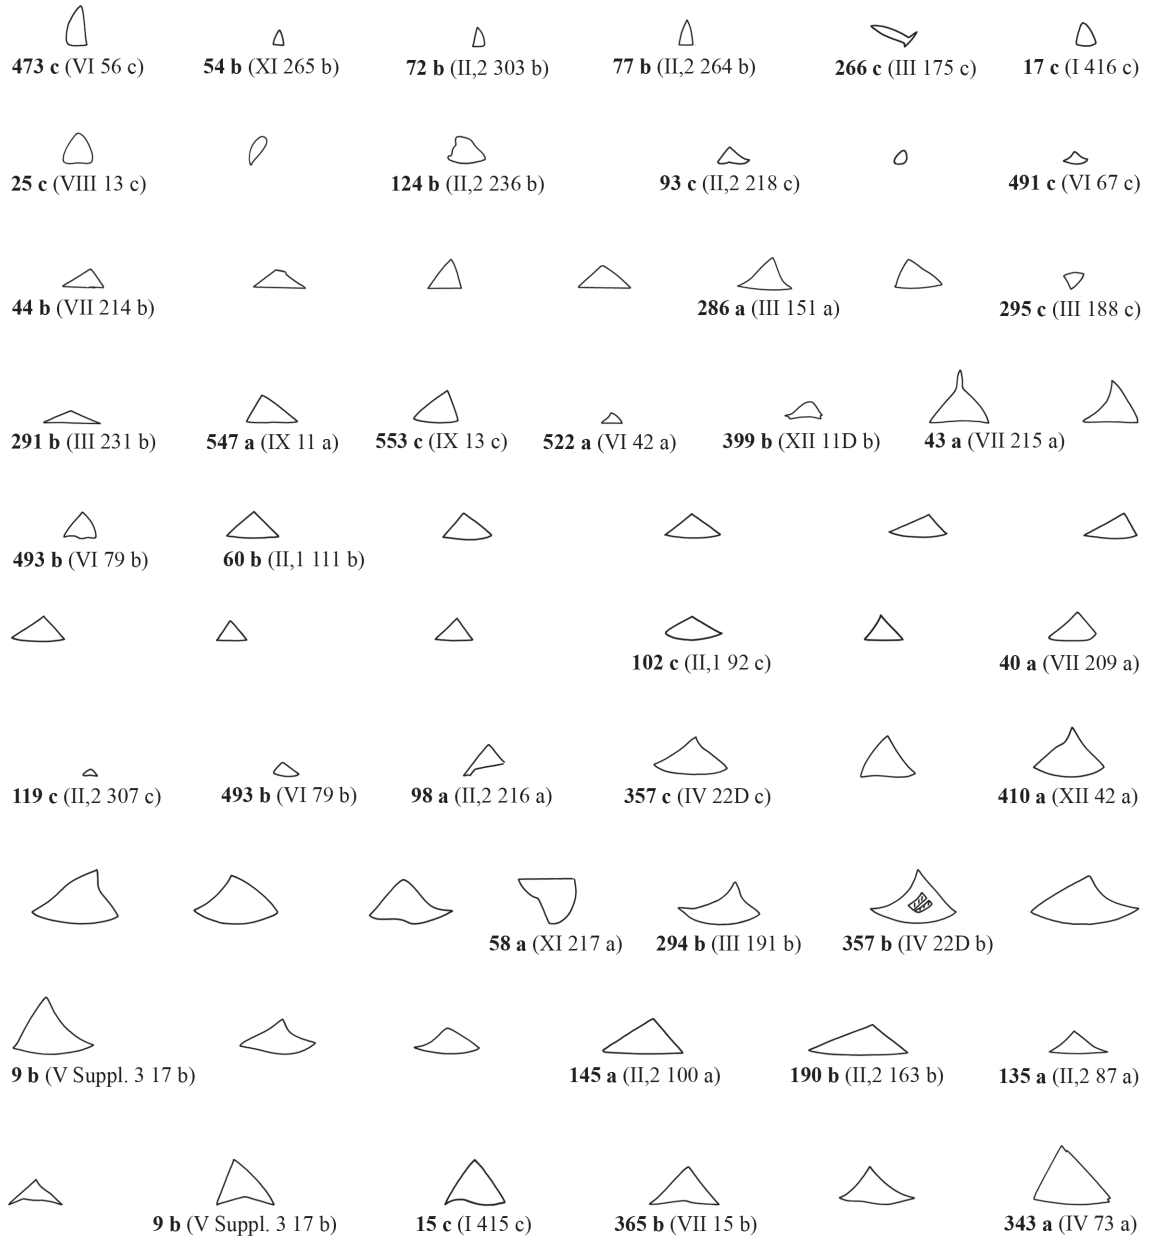 473 c (VI 56 c) 54 b (XI 265 b) 72 b (II,2 303 b) 77 b (II,2 264 b) 266 c (III 175 c) 17 c (I 416 c)
25 c (VIII 13 c) 124 b (II,2 236 b) 93 c (II,2 218 c) 491 c (VI 67 c)
44 b (VII 214 b) 286 a (III 151 a) 295 c (III 188 c)
291 b (III 231 b) 547 a (IX 11 a) 553 c (IX 13 c) 522 a (VI 42 a) 399 b (XII 11D b) 43 a (VII 215 a)
493 b (VI 79 b) 60 b (II,1 111 b)
102 c (II,1 92 c) 40 a (VII 209 a)
119 c (II,2 307 c) 493 b (VI 79 b) 98 a (II,2 216 a) 357 c (IV 22D c) 410 a (XII 42 a)
58 a (XI 217 a) 294 b (III 191 b) 357 b (IV 22D b)
9 b (V Suppl. 3 17 b) 145 a (II,2 100 a) 190 b (II,2 163 b) 135 a (II,2 87 a)
9 b (V Suppl. 3 17 b) 15 c (I 415 c) 365 b (VII 15 b) 343 a (IV 73 a)